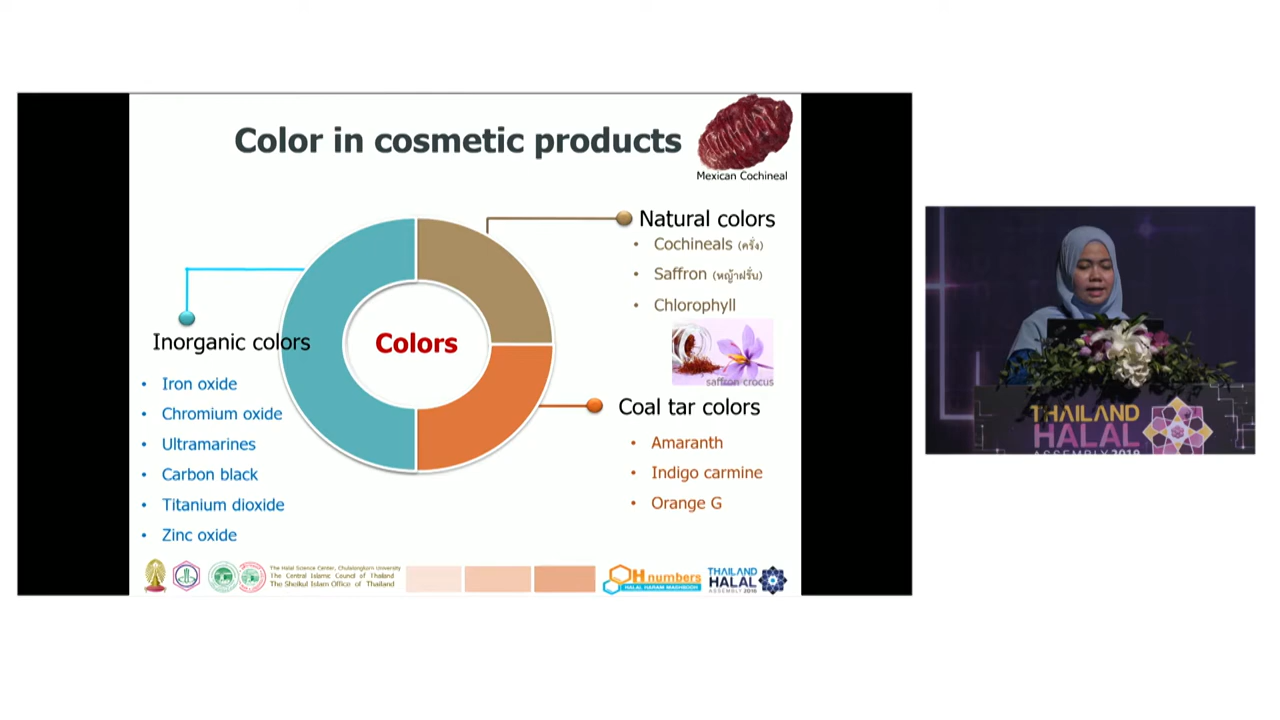 Color in cosmetic products
Mexican Cochineal
Natural colors
• Cochineals (ครั่ง)
• Saffron (หญ้าฝรั่น)
• Chlorophyll
saffron crocus
Colors
Inorganic colors
• Iron oxide
• Chromium oxide
• Ultramarines
• Carbon black
• Titanium dioxide
• Zinc oxide
Coal tar colors
• Amaranth
• Indigo carmine
• Orange G
The Halal Science Center, Chulalongkorn University
The Central Islamic Council of Thailand
The Sheikul Islam Office of Thailand
H numbers
HALAL HARAM MASHBOOH
THAILAND
HALAL
ASSEMBLY 2018
THAILAND
HALAL